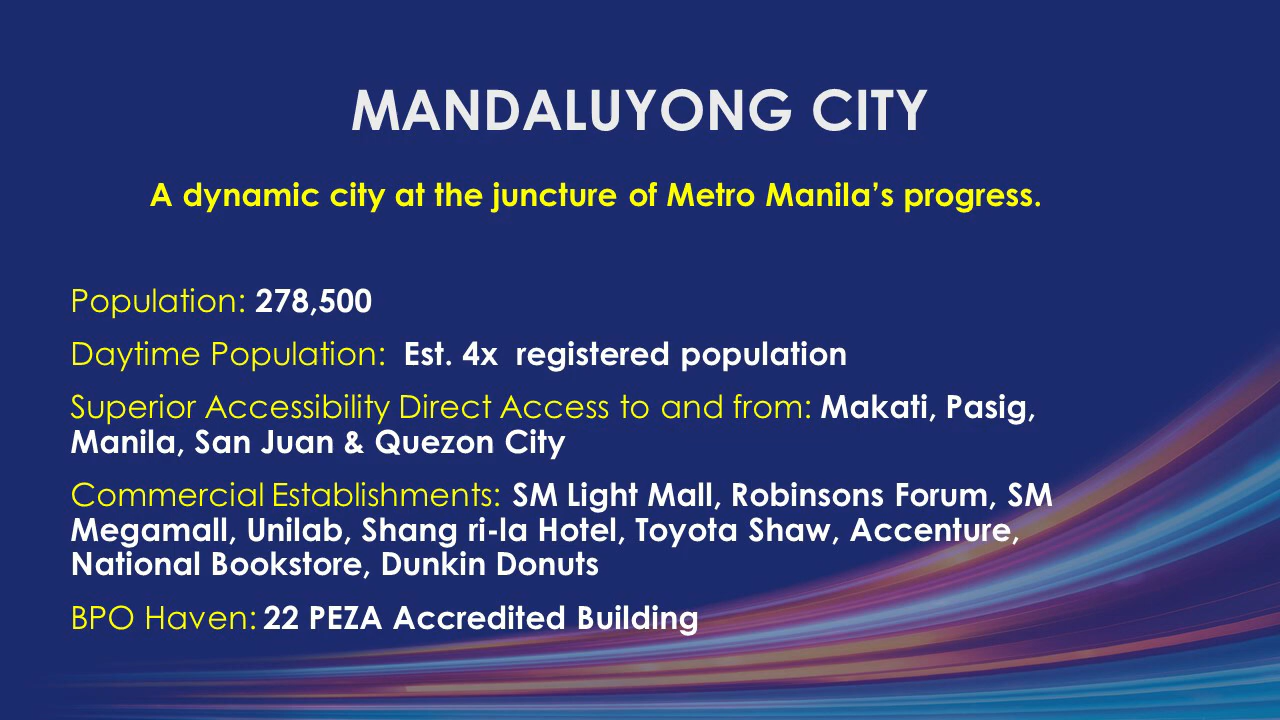 MANDALUYONG CITY
A dynamic city at the juncture of Metro Manila’s progress.
Population: 278,500
Daytime Population:  Est. 4x  registered population
Superior Accessibility Direct Access to and from: Makati, Pasig,
Manila, San Juan & Quezon City
Commercial Establishments: SM Light Mall, Robinsons Forum, SM
Megamall, Unilab, Shang ri-la Hotel, Toyota Shaw, Accenture,
National Bookstore, Dunkin Donuts
BPO Haven: 22 PEZA Accredited Building